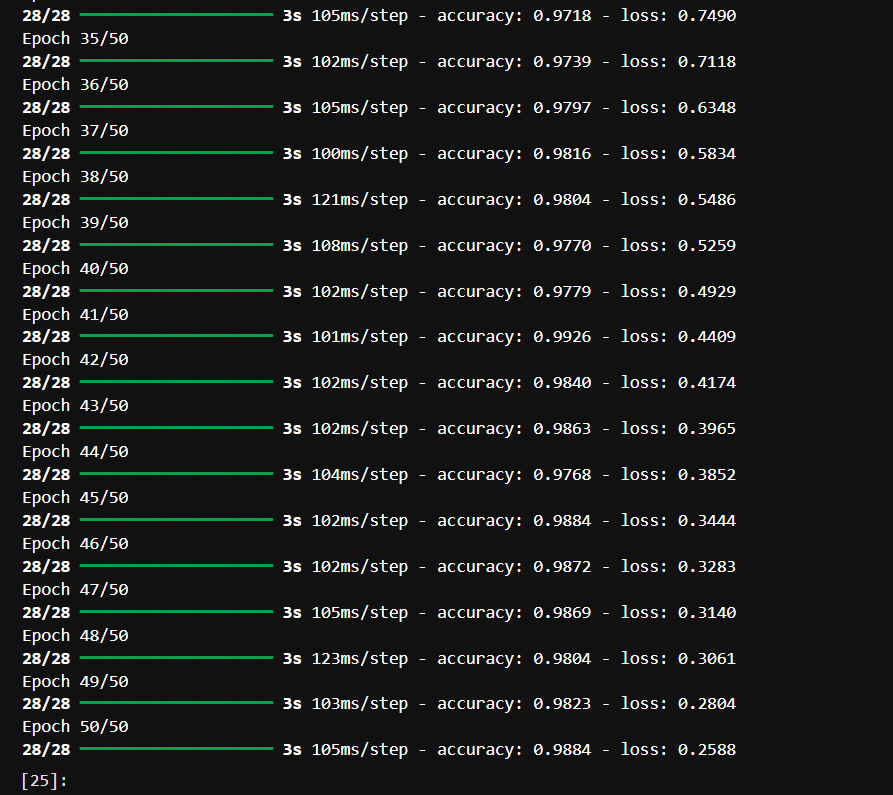 28/28 3s 105ms/step - accuracy: 0.9718 - loss: 0.7490
Epoch 35/50
28/28 3s 102ms/step - accuracy: 0.9739 - loss: 0.7118
Epoch 36/50
28/28 3s 105ms/step - accuracy: 0.9797 - loss: 0.6348
Epoch 37/50
28/28 3s 100ms/step - accuracy: 0.9816 - loss: 0.5834
Epoch 38/50
28/28 3s 121ms/step - accuracy: 0.9804 - loss: 0.5486
Epoch 39/50
28/28 3s 108ms/step - accuracy: 0.9770 - loss: 0.5259
Epoch 40/50
28/28 3s 102ms/step - accuracy: 0.9779 - loss: 0.4929
Epoch 41/50
28/28 3s 101ms/step - accuracy: 0.9926 - loss: 0.4409
Epoch 42/50
28/28 3s 102ms/step - accuracy: 0.9840 - loss: 0.4174
Epoch 43/50
28/28 3s 102ms/step - accuracy: 0.9863 - loss: 0.3965
Epoch 44/50
28/28 3s 104ms/step - accuracy: 0.9768 - loss: 0.3852
Epoch 45/50
28/28 3s 102ms/step - accuracy: 0.9884 - loss: 0.3444
Epoch 46/50
28/28 3s 102ms/step - accuracy: 0.9872 - loss: 0.3283
Epoch 47/50
28/28 3s 105ms/step - accuracy: 0.9869 - loss: 0.3140
Epoch 48/50
28/28 3s 123ms/step - accuracy: 0.9804 - loss: 0.3061
Epoch 49/50
28/28 3s 103ms/step - accuracy: 0.9823 - loss: 0.2804
Epoch 50/50
28/28 3s 105ms/step - accuracy: 0.9884 - loss: 0.2588
[25]: